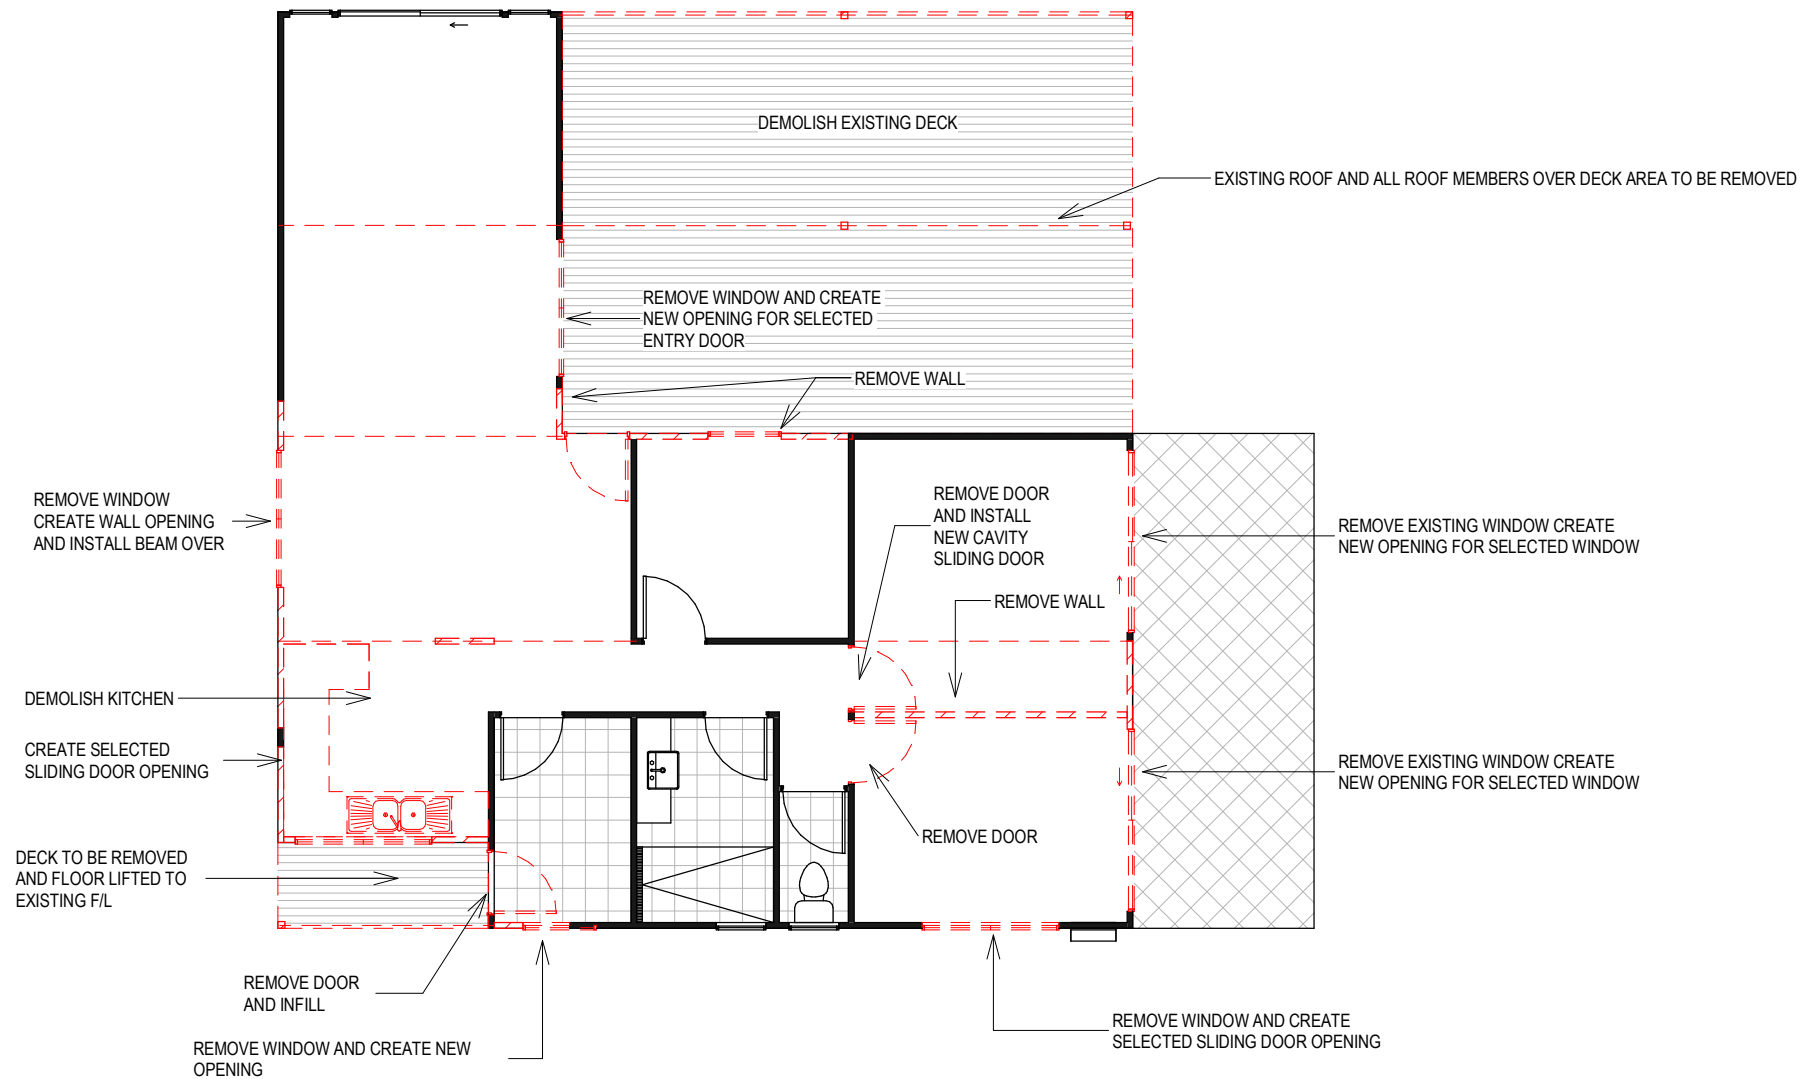 DEMOLISH EXISTING DECK
EXISTING ROOF AND ALL ROOF MEMBERS OVER DECK AREA TO BE REMOVED
REMOVE WINDOW AND CREATE
NEW OPENING FOR SELECTED
ENTRY DOOR
REMOVE WALL
REMOVE WINDOW
CREATE WALL OPENING
AND INSTALL BEAM OVER
REMOVE DOOR
AND INSTALL
NEW CAVITY
SLIDING DOOR
REMOVE EXISTING WINDOW CREATE
NEW OPENING FOR SELECTED WINDOW
REMOVE WALL
DEMOLISH KITCHEN
CREATE SELECTED
SLIDING DOOR OPENING
REMOVE EXISTING WINDOW CREATE
NEW OPENING FOR SELECTED WINDOW
REMOVE DOOR
DECK TO BE REMOVED
AND FLOOR LIFTED TO
EXISTING F/L
REMOVE DOOR
AND INFILL
REMOVE WINDOW AND CREATE NEW
OPENING
REMOVE WINDOW AND CREATE
SELECTED SLIDING DOOR OPENING